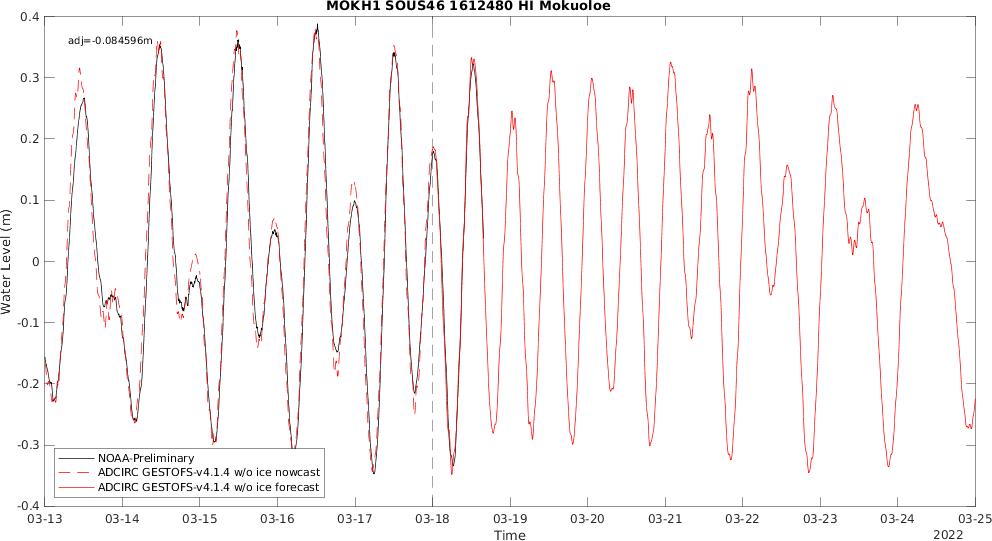 MOKH1 SOUS46 1612480 HI Mokuoloe
adj=-0.084596m
0.4
0.3
0.2
0.1
0
-0.1
-0.2
-0.3
-0.4
Water Level (m)
NOAA-Preliminary
ADCIRC GESTOFS-v4.1.4 w/o ice nowcast
ADCIRC GESTOFS-v4.1.4 w/o ice forecast
03-13 03-14 03-15 03-16 03-17 03-18 03-19 03-20 03-21 03-22 03-23 03-24 03-25
Time
2022